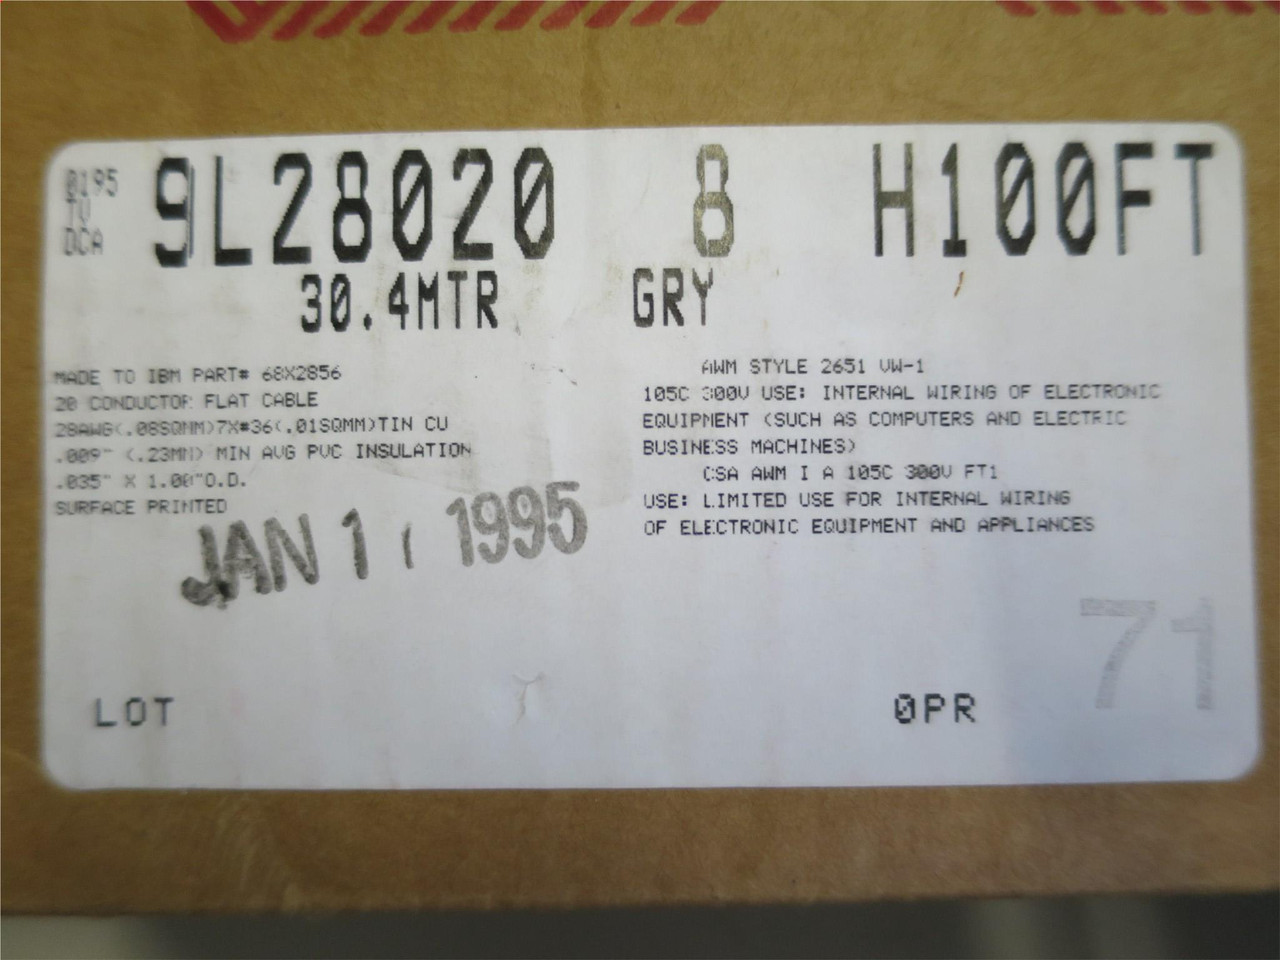 0195
TV
DCA
9L28020 8 H100FT
30.4MTR GRY
MADE TO IBM PART# 68X2856
20 CONDUCTOR FLAT CABLE
28AWG(.08SQMM)7X#36(.01SQMM)TIN CU
.009" (.23MM) MIN AVG PVC INSULATION
.035" X 1.00"O.D.
SURFACE PRINTED
AWM STYLE 2651 VW-1
105C 300V USE: INTERNAL WIRING OF ELECTRONIC
EQUIPMENT (SUCH AS COMPUTERS AND ELECTRIC
BUSINESS MACHINES)
CSA AWM I A 105C 300V FT1
USE: LIMITED USE FOR INTERNAL WIRING
OF ELECTRONIC EQUIPMENT AND APPLIANCES
JAN 1 1995
71
LOT 0PR